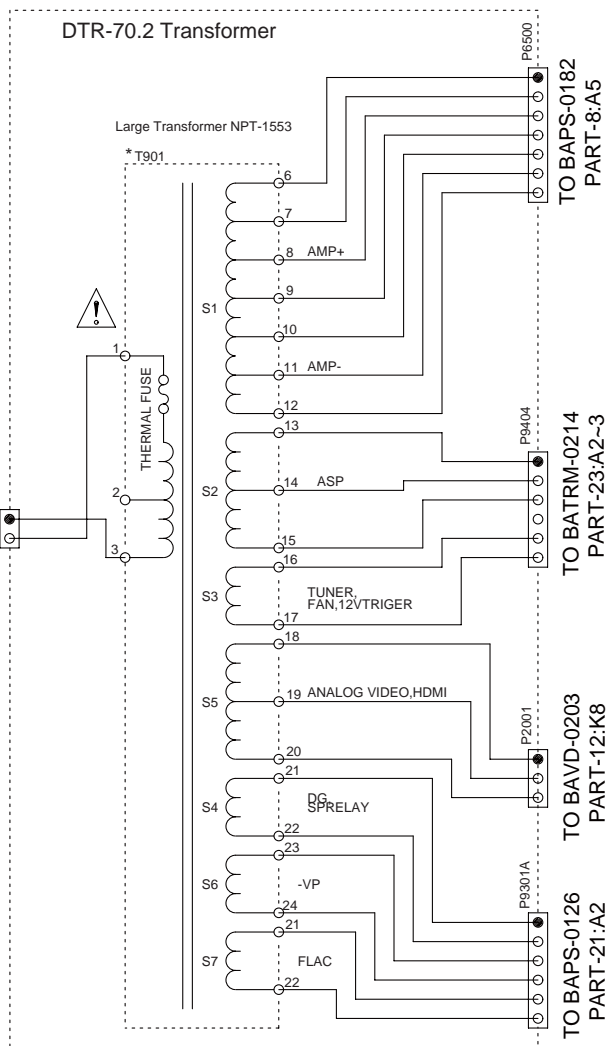 DTR-70.2 Transformer
P6500
TO BAPS-0182
PART-8:A5
Large Transformer NPT-1553
* T901
6
7
8 AMP+
9
S1
10
1
11 AMP-
THERMAL FUSE
12
13
P9404
TO BATRM-0214
PART-23:A2~3
2
S2
14 ASP
15
3
16
S3
TUNER,
FAN,12VTRIGER
17
18
19 ANALOG VIDEO,HDMI
S5
P2001
TO BAVD-0203
PART-12:K8
20
21
S4
DG,
SPRELAY
22
23
P9301A
TO BAPS-0126
PART-21:A2
S6
-VP
24
21
S7
FLAC
22